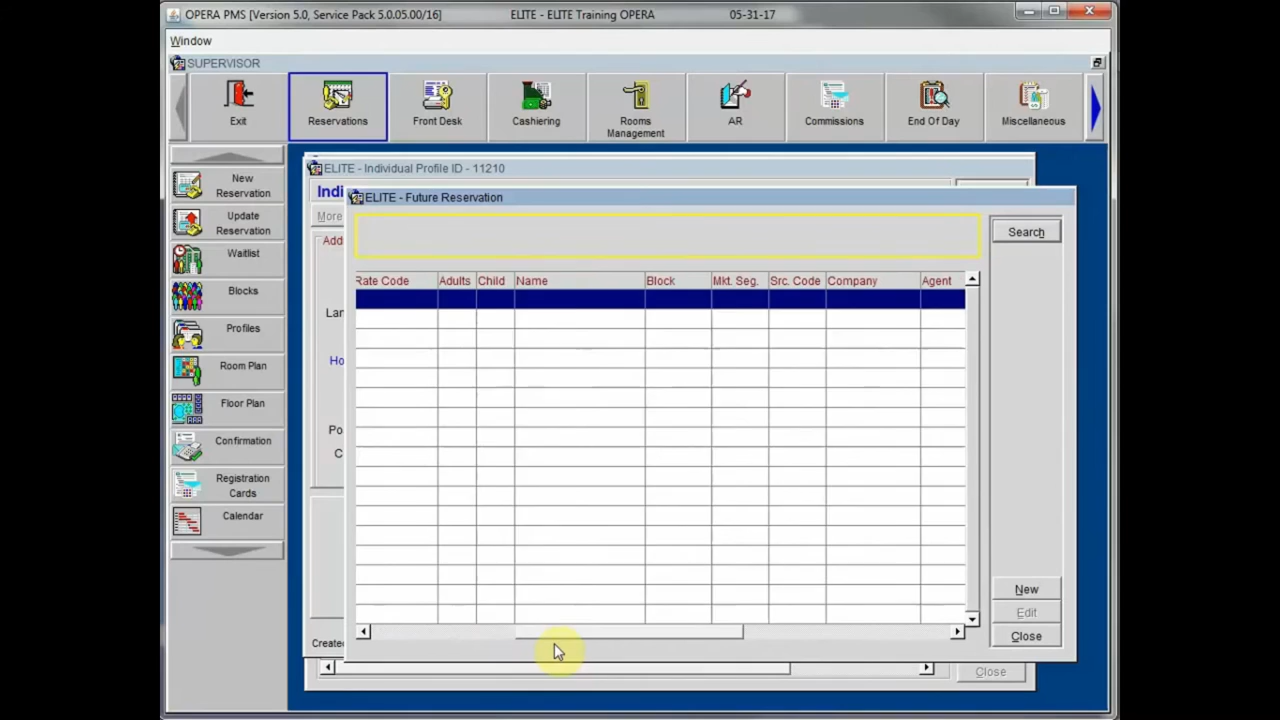 OPERA PMS [Version 5.0, Service Pack 5.0.05.00/16] ELITE - ELITE Training OPERA 05-31-17
Window
SUPERVISOR
Exit
Reservations
Front Desk
Cashiering
Rooms
Management
AR
Commissions
End Of Day
Miscellaneous
New
Reservation
Update
Reservation
Waitlist
Blocks
Profiles
Room Plan
Floor Plan
Confirmation
Registration
Cards
Calendar
ELITE - Individual Profile ID - 11210
Indi
More
Add
Lan
Ho
Po
C
Created
Close
ELITE - Future Reservation
Search
Rate Code Adults Child Name Block Mkt. Seg. Src. Code Company Agent
New
Edit
Close